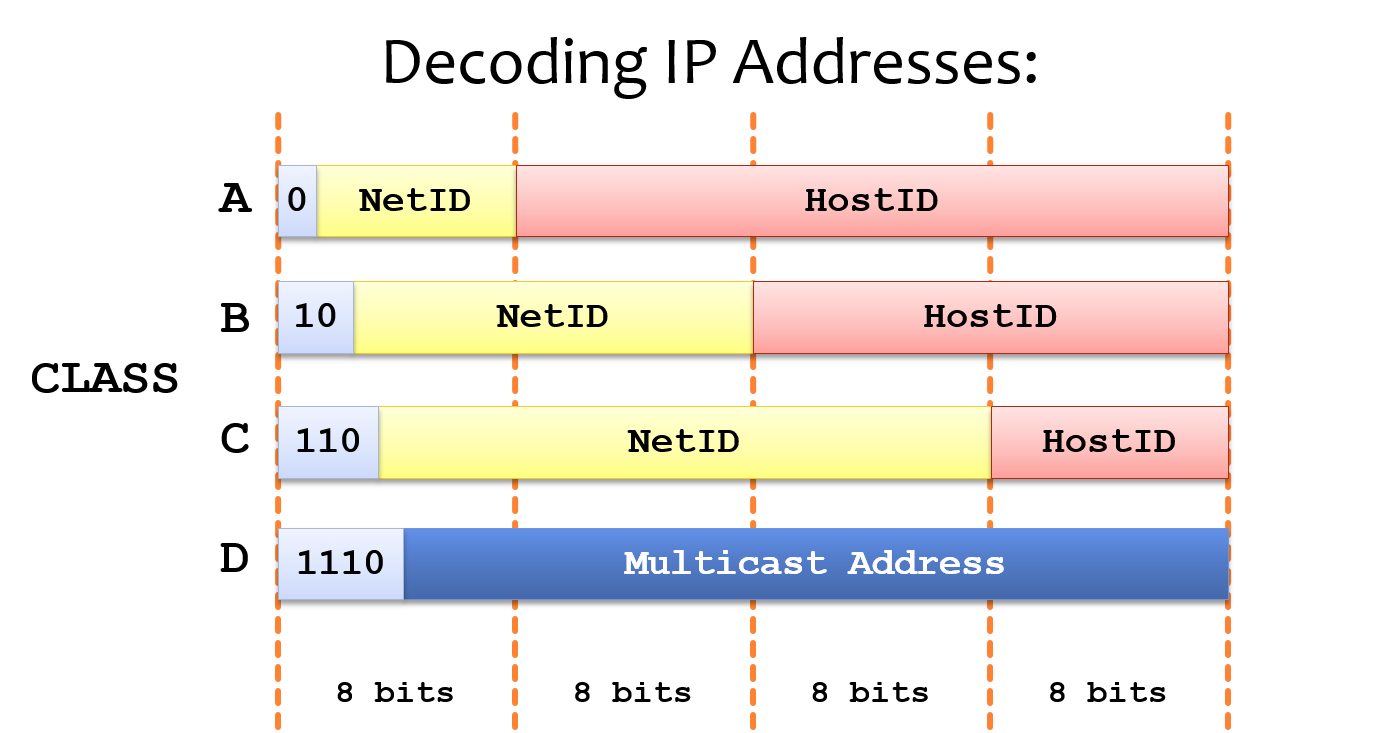 Decoding IP Addresses:
A 0 NetID HostID
B 10 NetID HostID
CLASS
C 110 NetID HostID
D 1110 Multicast Address
8 bits 8 bits 8 bits 8 bits